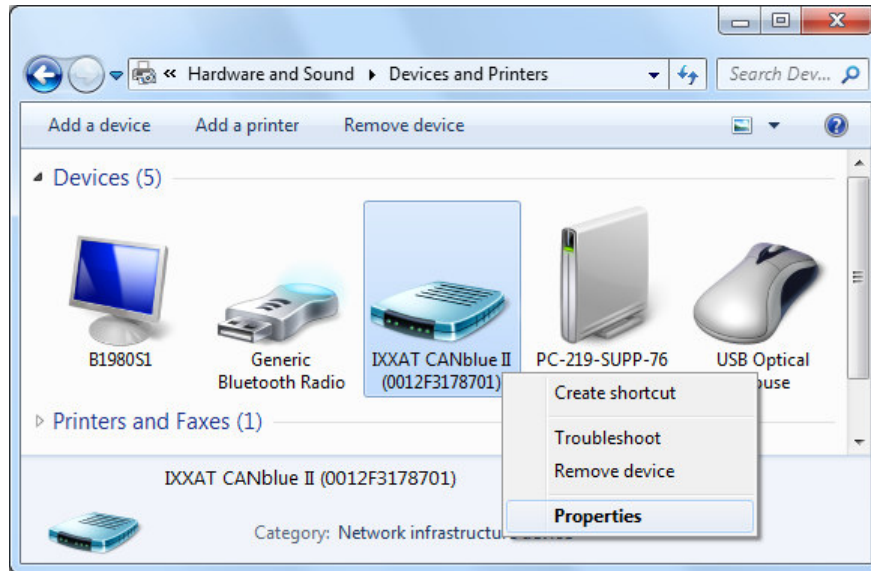 « Hardware and Sound Devices and Printers
Search Dev...
Add a device Add a printer Remove device
Devices (5)
B1980S1
Generic
Bluetooth Radio
IXXAT CANblue II
(0012F3178701)
PC-219-SUPP-76
USB Optical
Create shortcut
Troubleshoot
Remove device
Properties
Printers and Faxes (1)
IXXAT CANblue II (0012F3178701)
Category: Network